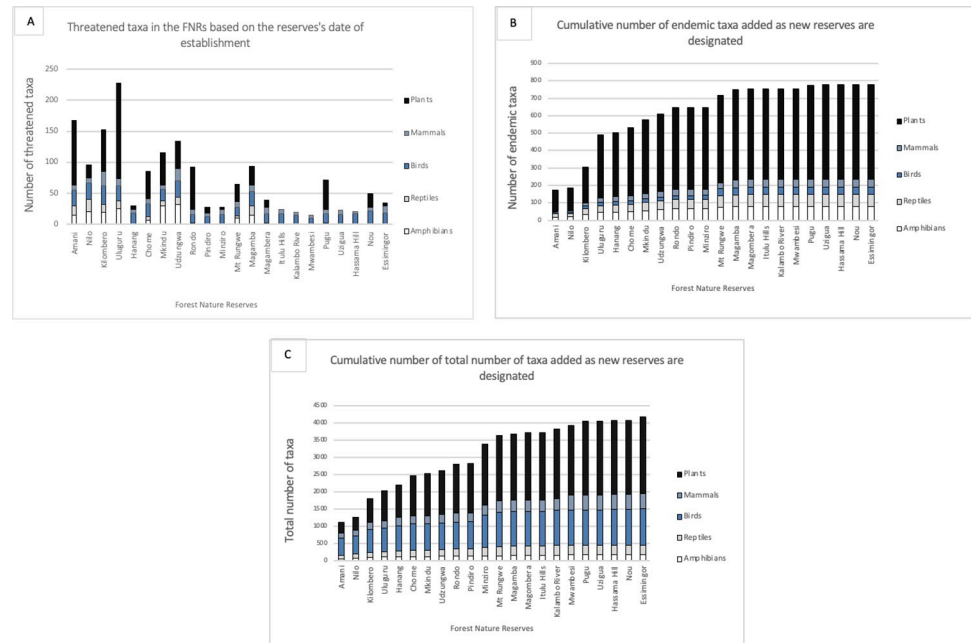 A
Threatened taxa in the FNRs based on the reserves's date of
establishment
Number of threatened taxa
250
200
150
100
50
0
Plants
Mammals
Birds
Reptiles
Amphibians
Amani
Nilo
Kilombero
Uluguru
Hanang
Chome
Mkindu
Udzungwa
Rondo
Pindiro
Minziro
Mt Rungwe
Magamba
Magambera
Itulu Hills
Kalambo Rive
Mwambesi
Pugu
Uzigua
Hassama Hill
Nou
Essimingor
Forest Nature Reserves
B
Cumulative number of endemic taxa added as new reserves are
designated
Number of endemic taxa
900
800
700
600
500
400
300
200
100
0
Plants
Mammals
Birds
Reptiles
Amphibians
Amani
Nilo
Kilombero
Uluguru
Hanang
Chome
Mkindu
Udzungwa
Rondo
Pindiro
Minziro
Mt Rungwe
Magamba
Magombera
Itulu Hills
Kalambo River
Mwambesi
Pugu
Uzigua
Hassama Hill
Nou
Essimingor
Forest Nature Reserves
C
Cumulative number of total number of taxa added as new reserves are
designated
Total number of taxa
4500
4000
3500
3000
2500
2000
1500
1000
500
0
Plants
Mammals
Birds
Reptiles
Amphibians
Amani
Nilo
Kilombero
Uluguru
Hanang
Chome
Mkindu
Udzungwa
Rondo
Pindiro
Minziro
Mt Rungwe
Magamba
Magombera
Itulu Hills
Kalambo River
Mwambesi
Pugu
Uzigua
Hassama Hill
Nou
Essimingor
Forest Nature Reserves